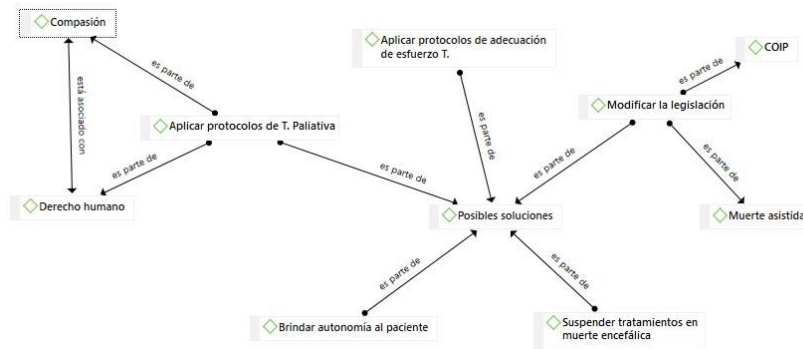 Compasión
Aplicar protocolos de adecuación
de esfuerzo T.
COIP
es parte de
es parte de
está asociado con
Modificar la legislación
Aplicar protocolos de T. Paliativa
es parte de
es parte de
es parte de
es parte de
es parte de
Derecho humano
Posibles soluciones
Muerte asistida
es parte de
es parte de
Brindar autonomía al paciente
Suspender tratamientos en
muerte encefálica